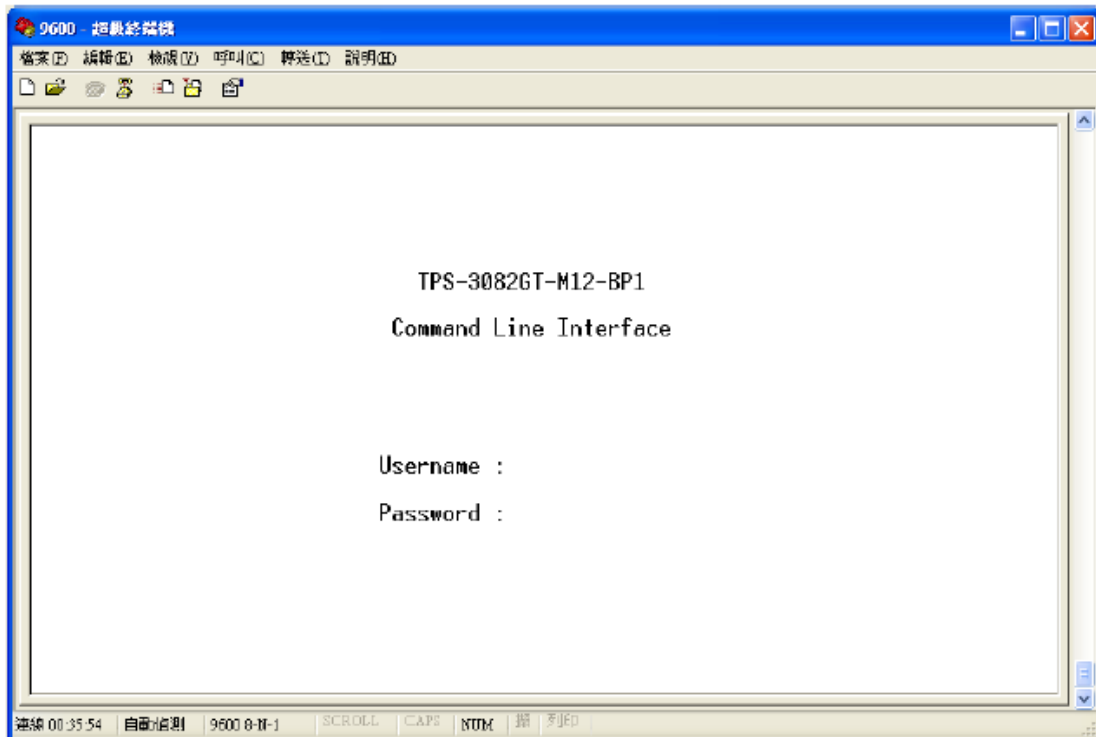 9600 - 超級終端機
檔案(F) 編輯(E) 檢視(V) 呼叫(C) 轉送(T) 說明(H)
TPS-3082GT-M12-BP1
Command Line Interface
Username :
Password :
連線 00:35:54 自動偵測 9600 8-N-1 SCROLL CAPS NUM 擷 列印